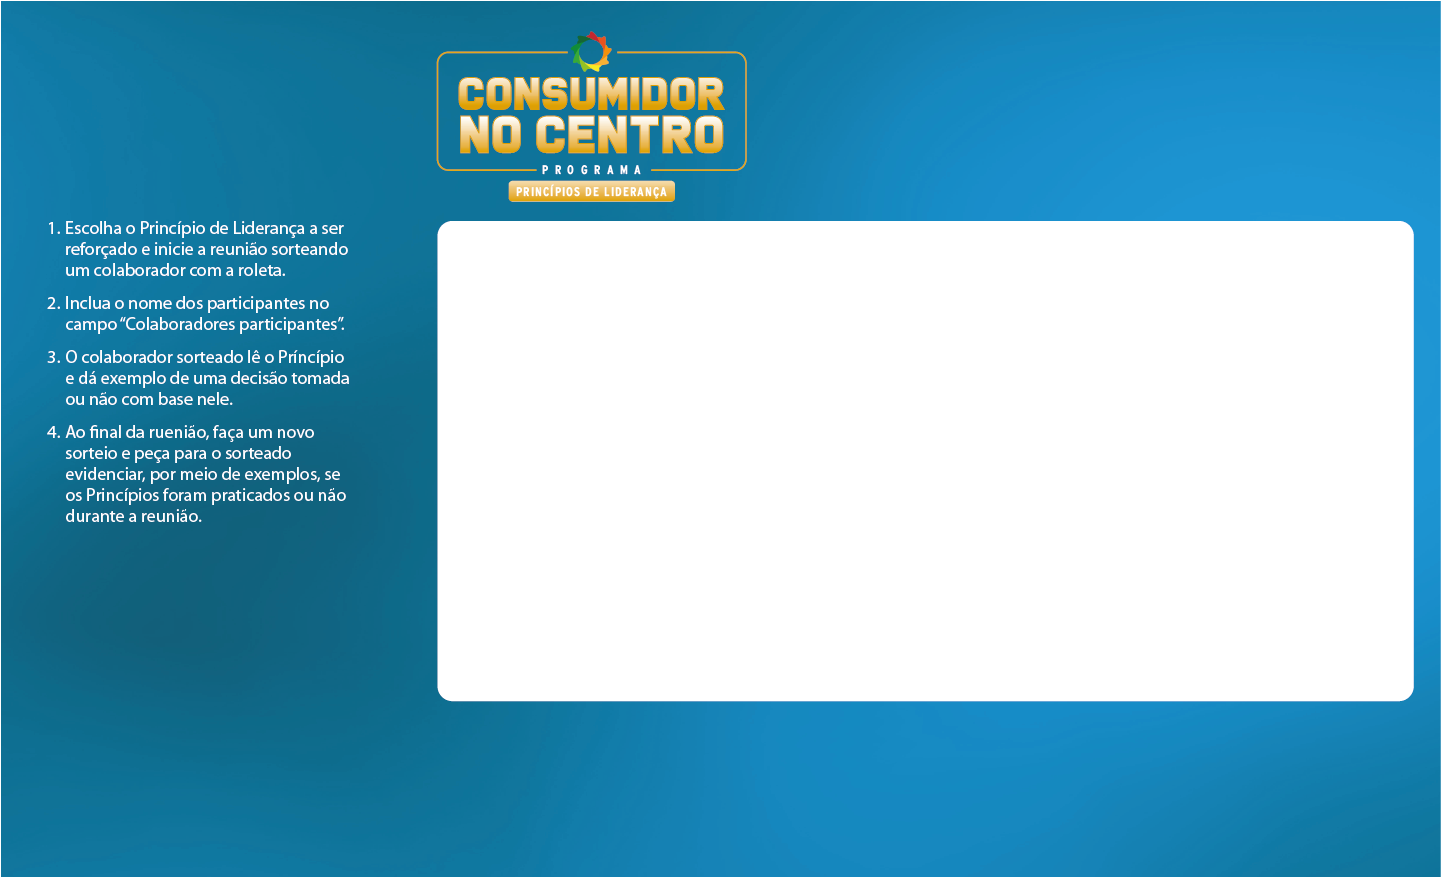 CONSUMIDOR
NO CENTRO
PROGRAMA
PRINCÍPIOS DE LIDERANÇA
1. Escolha o Princípio de Liderança a ser
reforçado e inicie a reunião sorteando
um colaborador com a roleta.
2. Inclua o nome dos participantes no
campo “Colaboradores participantes”.
3. O colaborador sorteado lê o Príncípio
e dá exemplo de uma decisão tomada
ou não com base nele.
4. Ao final da ruenião, faça um novo
sorteio e peça para o sorteado
evidenciar, por meio de exemplos, se
os Princípios foram praticados ou não
durante a reunião.